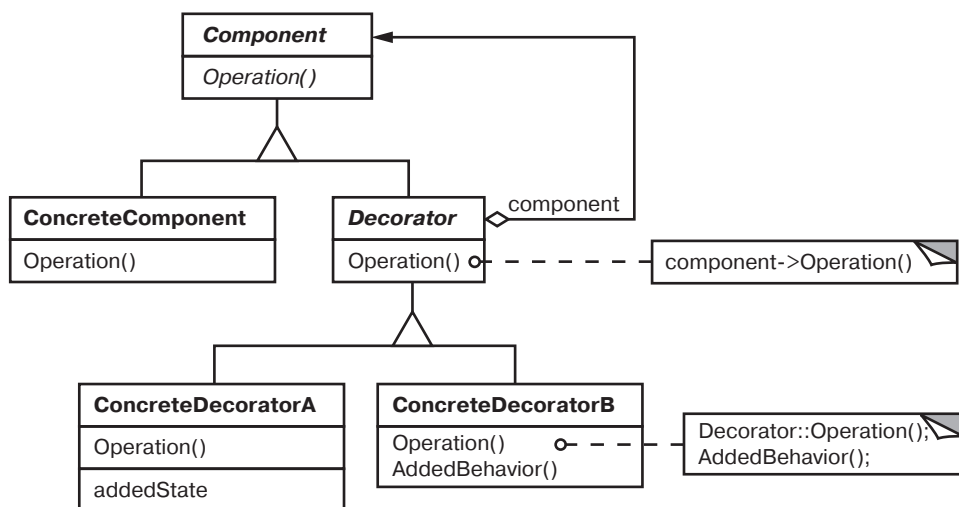 Component
Operation()
ConcreteComponent
Operation()
Decorator
Operation()
component
component->Operation()
ConcreteDecoratorA
Operation()
addedState
ConcreteDecoratorB
Operation()
AddedBehavior()
Decorator::Operation();
AddedBehavior();